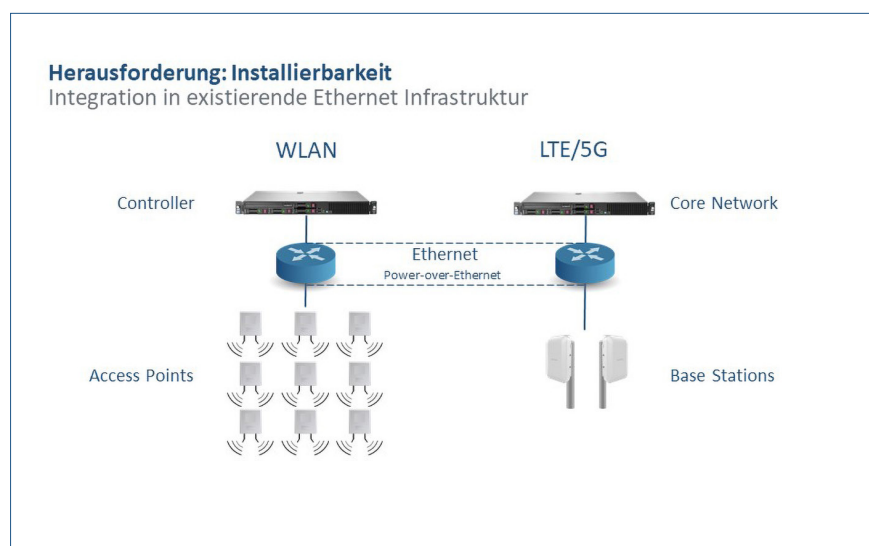 Herausforderung: Installierbarkeit
Integration in existierende Ethernet Infrastruktur
WLAN
LTE/5G
Controller
Core Network
Ethernet
Power-over-Ethernet
Access Points
Base Stations